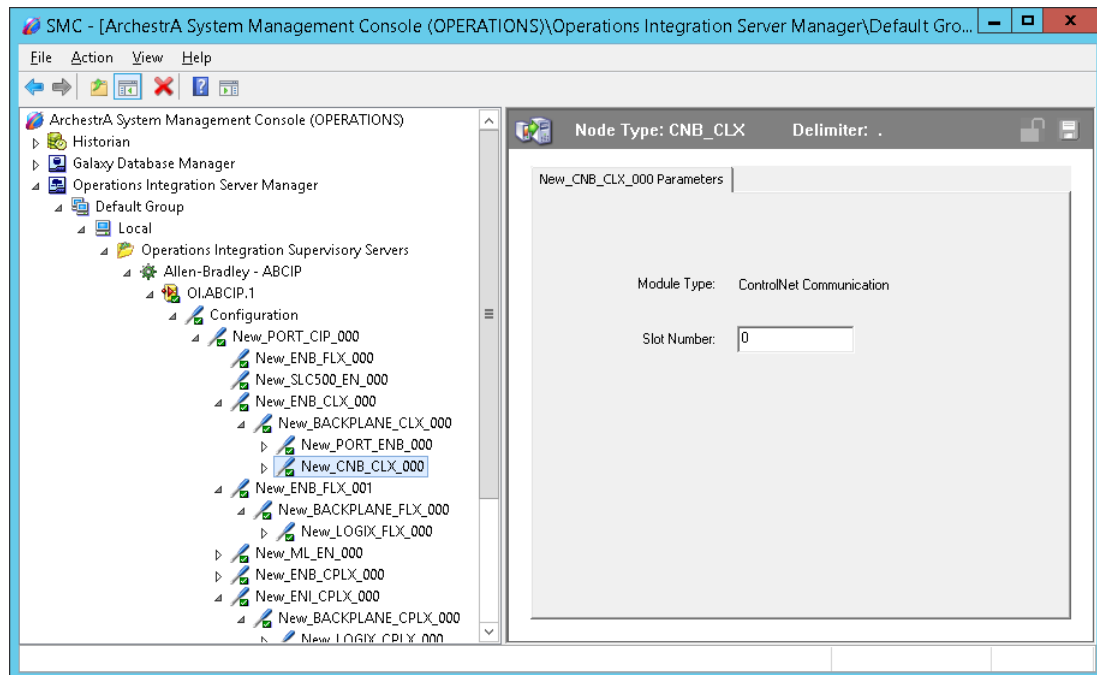 SMC - [ArchestrA System Management Console (OPERATIONS)\Operations Integration Server Manager\Default Gro...
File Action View Help
ArchestrA System Management Console (OPERATIONS)
Historian
Galaxy Database Manager
Operations Integration Server Manager
Default Group
Local
Operations Integration Supervisory Servers
Allen-Bradley - ABCIP
OI.ABCIP.1
Configuration
New_PORT_CIP_000
New_ENB_FLX_000
New_SLC500_EN_000
New_ENB_CLX_000
New_BACKPLANE_CLX_000
New_PORT_ENB_000
New_CNB_CLX_000
New_ENB_FLX_001
New_BACKPLANE_FLX_000
New_LOGIX_FLX_000
New_ML_EN_000
New_ENB_CPLX_000
New_ENI_CPLX_000
New_BACKPLANE_CPLX_000
New_LOGIX_CPLX_000
Node Type: CNB_CLX Delimiter: .
New_CNB_CLX_000 Parameters
Module Type: ControlNet Communication
Slot Number: 0